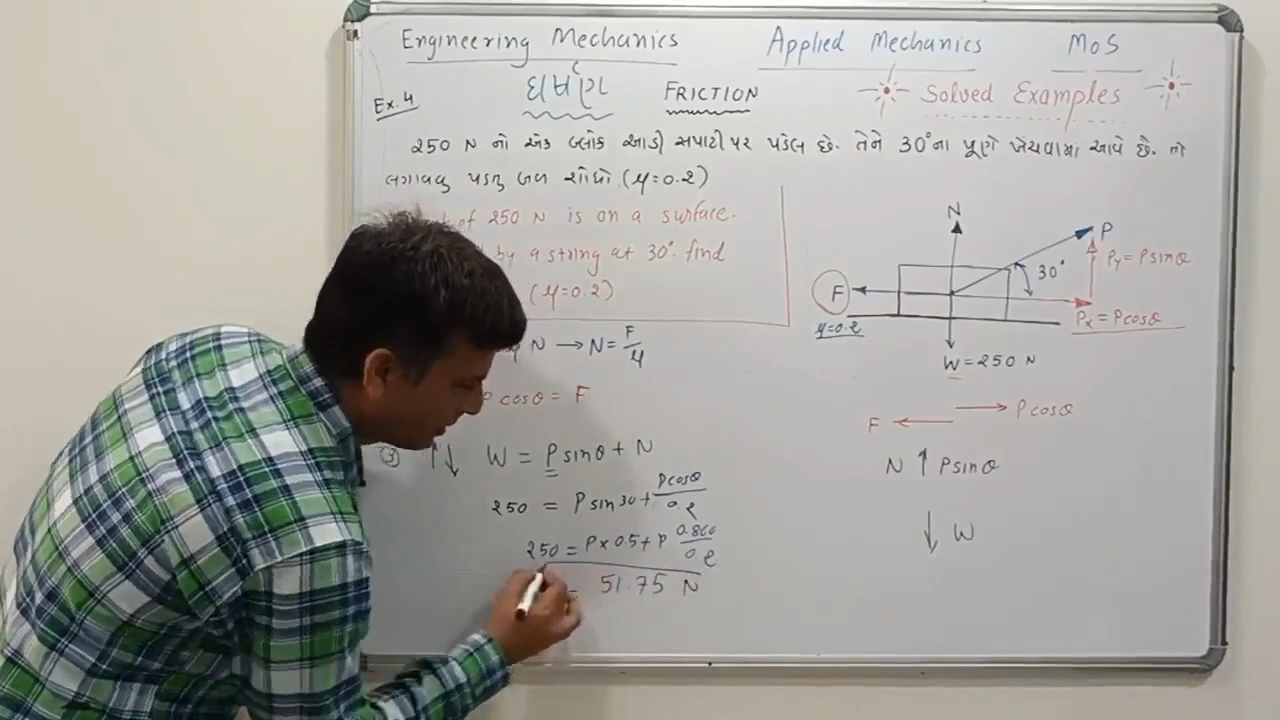 Engineering Mechanics Applied Mechanics MoS
ઘર્ષણ FRICTION Solved Examples
Ex. 4
250 N નો એક બ્લોક આડી સપાટી પર પડેલ છે. તેને 30° ના ખૂણે ખેંચવામાં આવે છે. તો
લગાવવુ પડતુ બળ શોધો. (μ=0.2)
of 250 N is on a surface.
by a string at 30°. find
(μ=0.2)
N → N = F/μ
P cosθ = F
③ ↑↓ W = P sinθ + N
250 = P sin 30 + Pcosθ/0.2
250 = P x 0.5 + P 0.866/0.2
= 51.75 N
N
P
30°
Py = P sinθ
F
μ=0.2
Px = P cosθ
W = 250 N
F ← → P cosθ
N ↑ P sinθ
↓ W